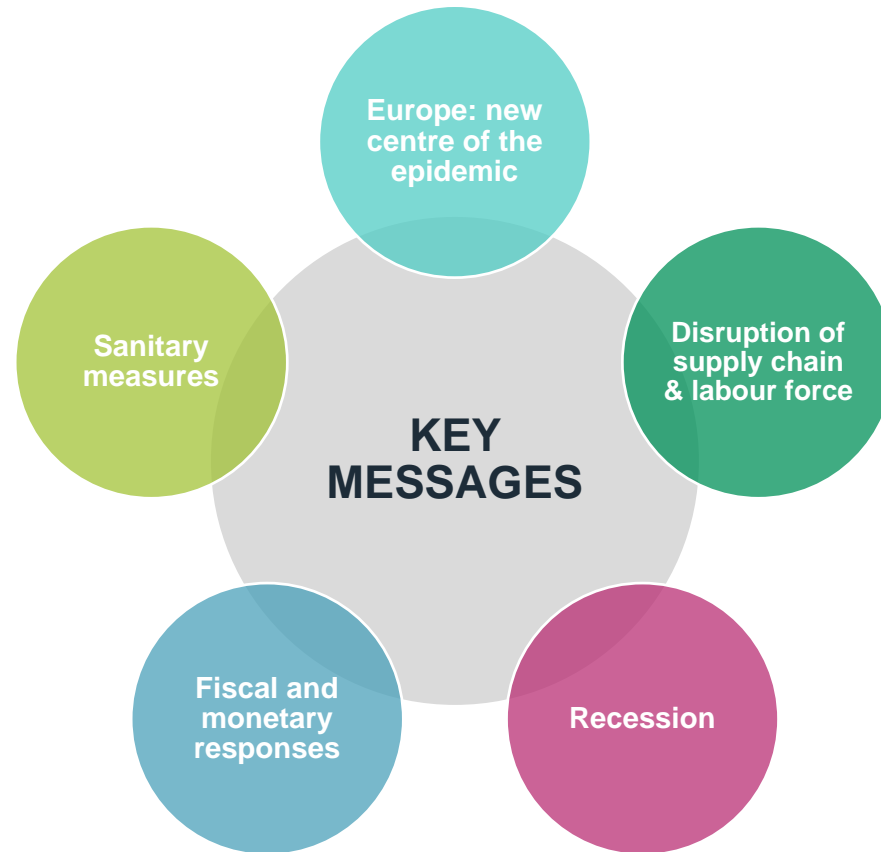 Europe: new
centre of the
epidemic
Disruption of
supply chain
& labour force
Recession
Fiscal and
monetary
responses
Sanitary
measures
KEY
MESSAGES